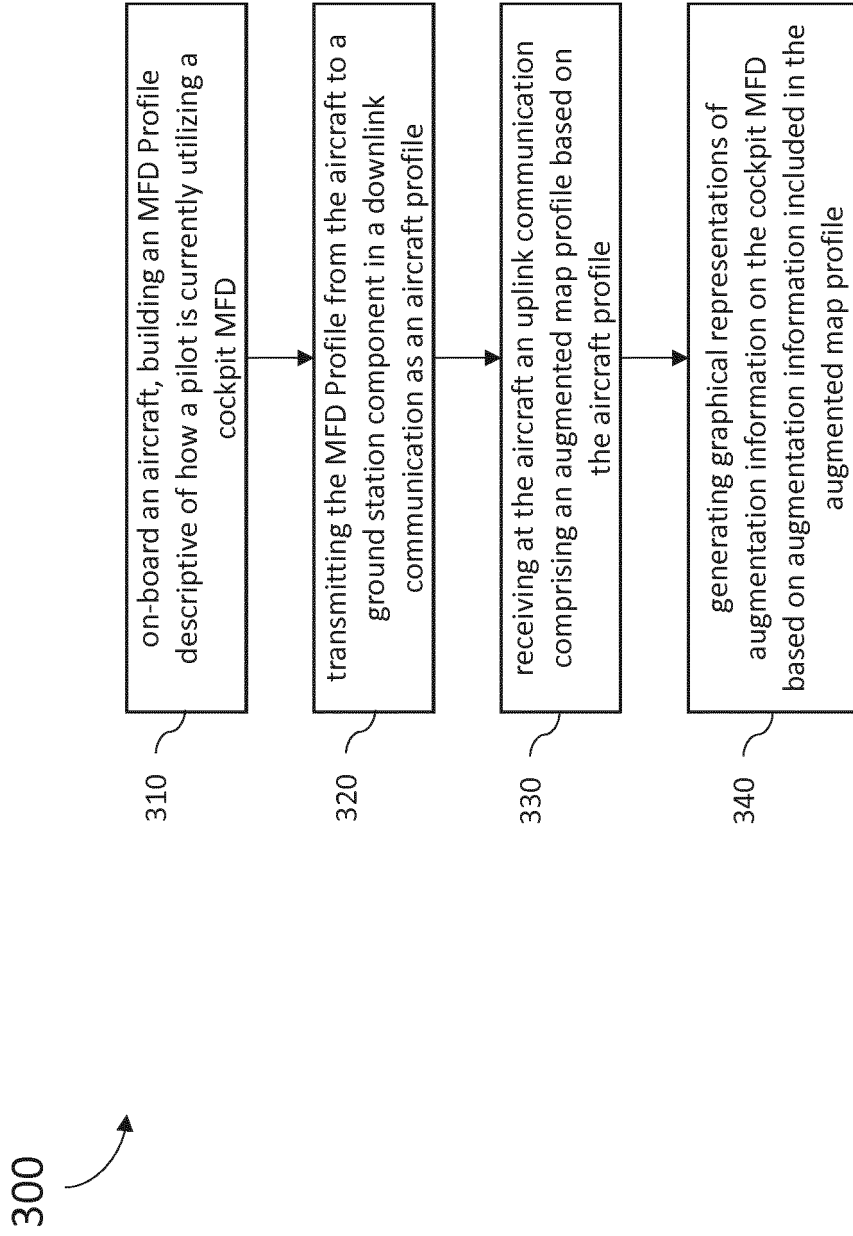 300
310
on-board an aircraft, building an MFD Profile
descriptive of how a pilot is currently utilizing a
cockpit MFD
320
transmitting the MFD Profile from the aircraft to a
ground station component in a downlink
communication as an aircraft profile
330
receiving at the aircraft an uplink communication
comprising an augmented map profile based on
the aircraft profile
340
generating graphical representations of
augmentation information on the cockpit MFD
based on augmentation information included in the
augmented map profile